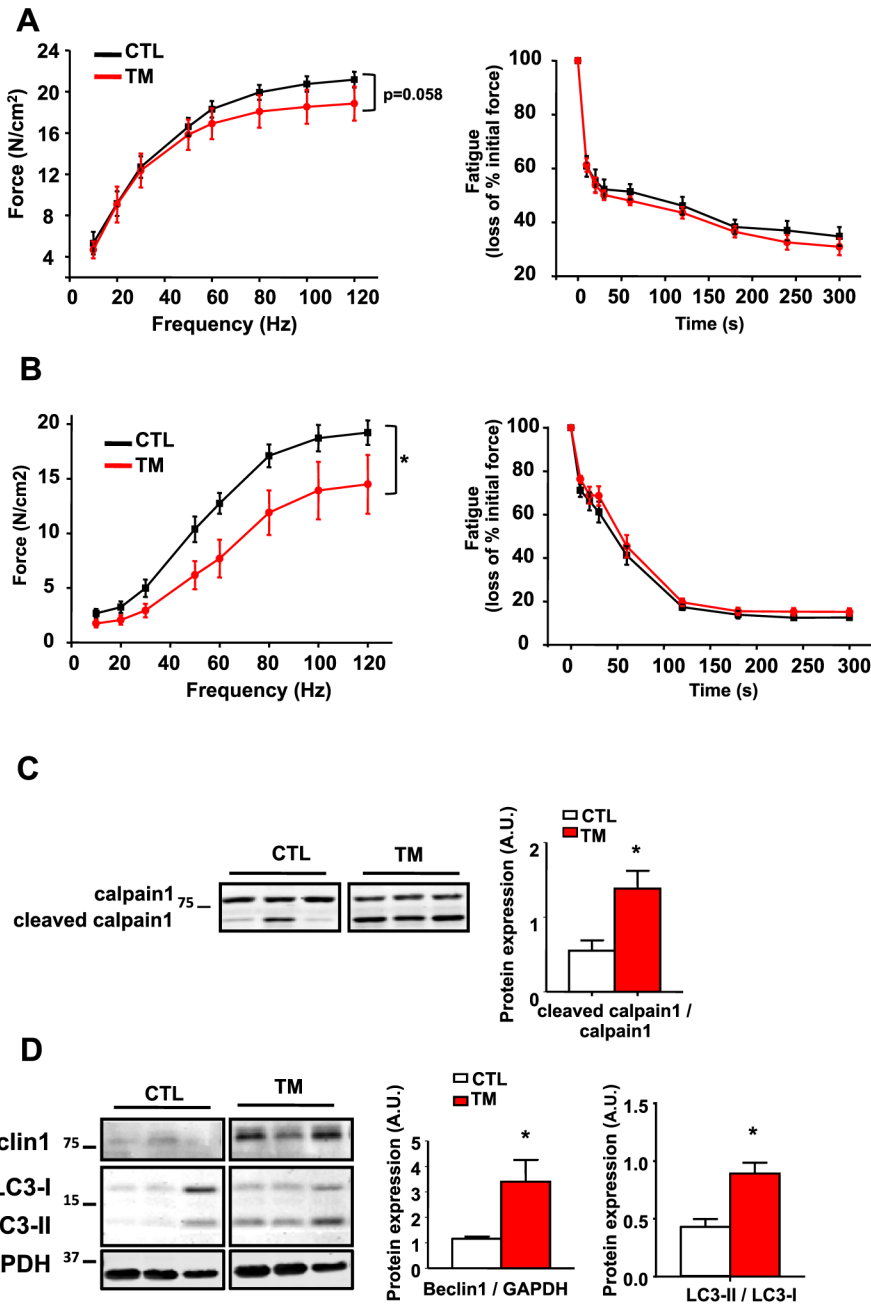 A
CTL
TM
24
20
16
12
8
4
Force (N/cm²)
p=0.058
0 20 40 60 80 100 120
Frequency (Hz)
100
80
60
40
20
Fatigue
(loss of % initial force)
0 50 100 150 200 250 300
Time (s)
B
CTL
TM
20
15
10
5
0
Force (N/cm2)
*
0 20 40 60 80 100 120
Frequency (Hz)
100
80
60
40
20
0
Fatigue
(loss of % initial force)
0 50 100 150 200 250 300
Time (s)
C
CTL TM
calpain1
75
cleaved calpain1
CTL
TM
2
1
0
Protein expression (A.U.)
*
cleaved calpain1 /
calpain1
D
CTL TM
clin1
75
LC3-I
15
C3-II
37
PDH
CTL
TM
5
4
3
2
1
0
Protein expression (A.U.)
*
Beclin1 / GAPDH
1.5
1.0
0.5
0.0
Protein expression (A.U.)
*
LC3-II / LC3-I